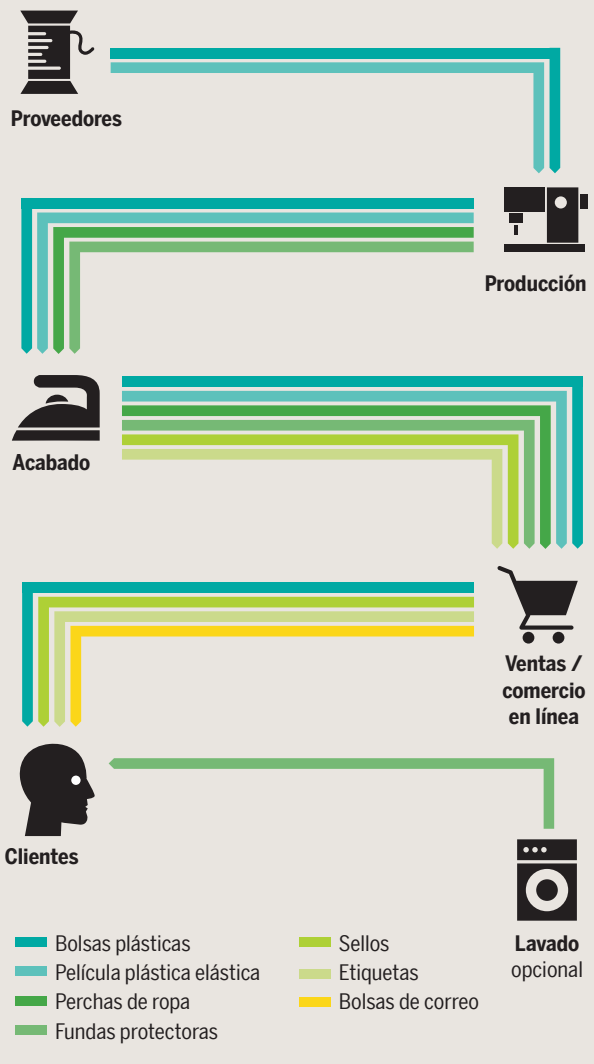 Proveedores
Producción
Acabado
Ventas /
comercio
en línea
Clientes
Lavado
opcional
Bolsas plásticas
Película plástica elástica
Perchas de ropa
Fundas protectoras
Sellos
Etiquetas
Bolsas de correo